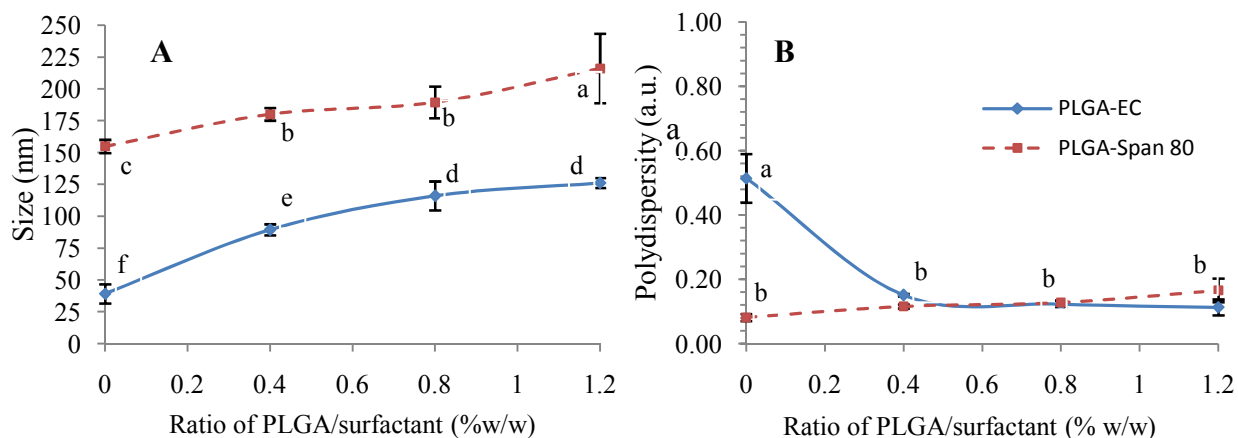 A
Size (nm)
250
225
200
175
150
125
100
75
50
25
0
a
b
b
c
d
d
e
f
0 0.2 0.4 0.6 0.8 1 1.2
Ratio of PLGA/surfactant (%w/w)
B
Polydispersity (a.u.)
1.00
0.80
0.60
0.40
0.20
0.00
a
PLGA-EC
PLGA-Span 80
a
b
b
b
b
0 0.2 0.4 0.6 0.8 1 1.2
Ratio of PLGA/surfactant (% w/w)